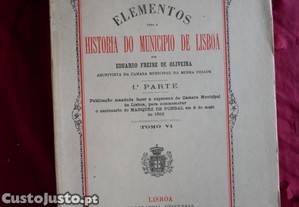 ELEMENTOS
PARA A
HISTORIA DO MUNICIPIO DE LISBOA
POR
EDUARDO FREIRE DE OLIVEIRA
ARCHIVISTA DA CAMARA MUNICIPAL DA MESMA CIDADE
1.ª PARTE
Publicação mandada fazer a expensas da Camara Municipal
de Lisboa, para commemorar
o centenario do MARQUEZ DE POMBAL em 8 de maio
de 1882
TOMO VI
LISBOA
UNIVERSAL
CustoJusto.pt